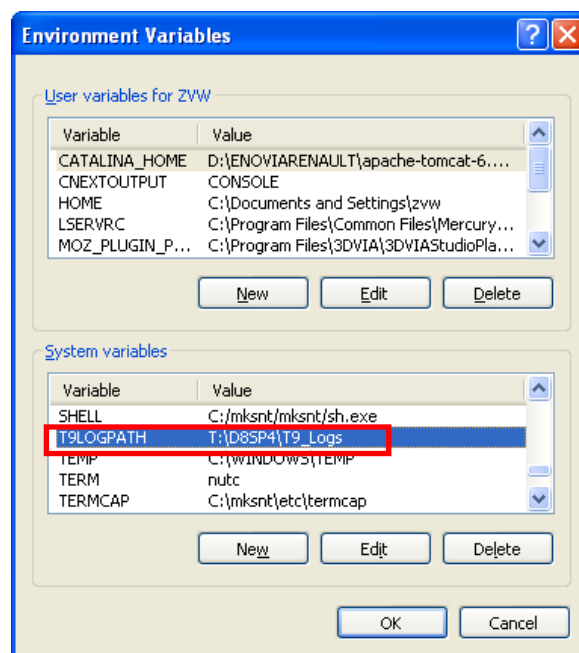 Environment Variables
User variables for ZVW
Variable Value
CATALINA_HOME D:\ENOVIARENAULT\apache-tomcat-6....
CNEXTOUTPUT CONSOLE
HOME C:\Documents and Settings\zvw
LSERVRC C:\Program Files\Common Files\Mercury...
MOZ_PLUGIN_P... C:\Program Files\3DVIA\3DVIAStudioPla...
New Edit Delete
System variables
Variable Value
SHELL C:/mksnt/mksnt/sh.exe
T9LOGPATH T:\D8SP4\T9_Logs
TEMP C:\WINDOWS\TEMP
TERM nutc
TERMCAP C:\mksnt\etc\termcap
New Edit Delete
OK Cancel